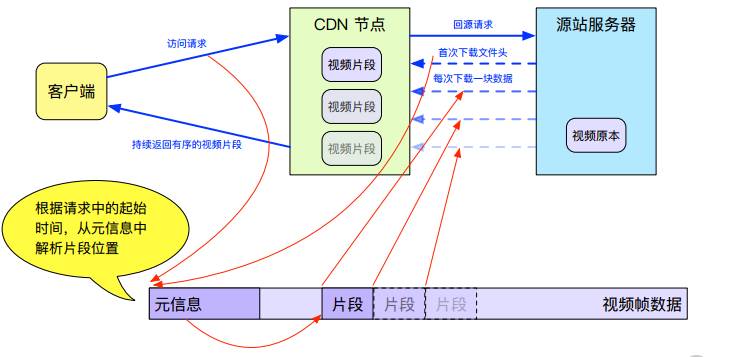 CDN 节点
回源请求
源站服务器
访问请求
首次下载文件头
视频片段
每次下载一块数据
客户端
视频片段
视频原本
持续返回有序的视频片段
视频片段
根据请求中的起始
时间，从元信息中
解析片段位置
元信息
片段
片段
片段
视频帧数据